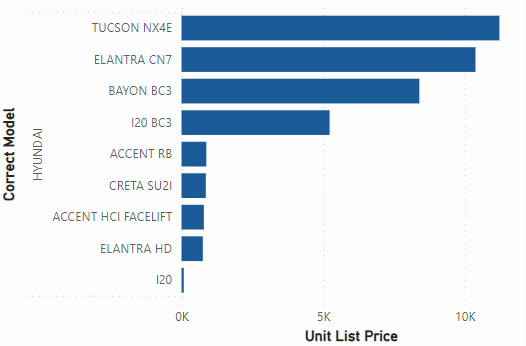 Correct Model
HYUNDAI
TUCSON NX4E
ELANTRA CN7
BAYON BC3
I20 BC3
ACCENT RB
CRETA SU2I
ACCENT HCI FACELIFT
ELANTRA HD
I20
0K 5K 10K
Unit List Price